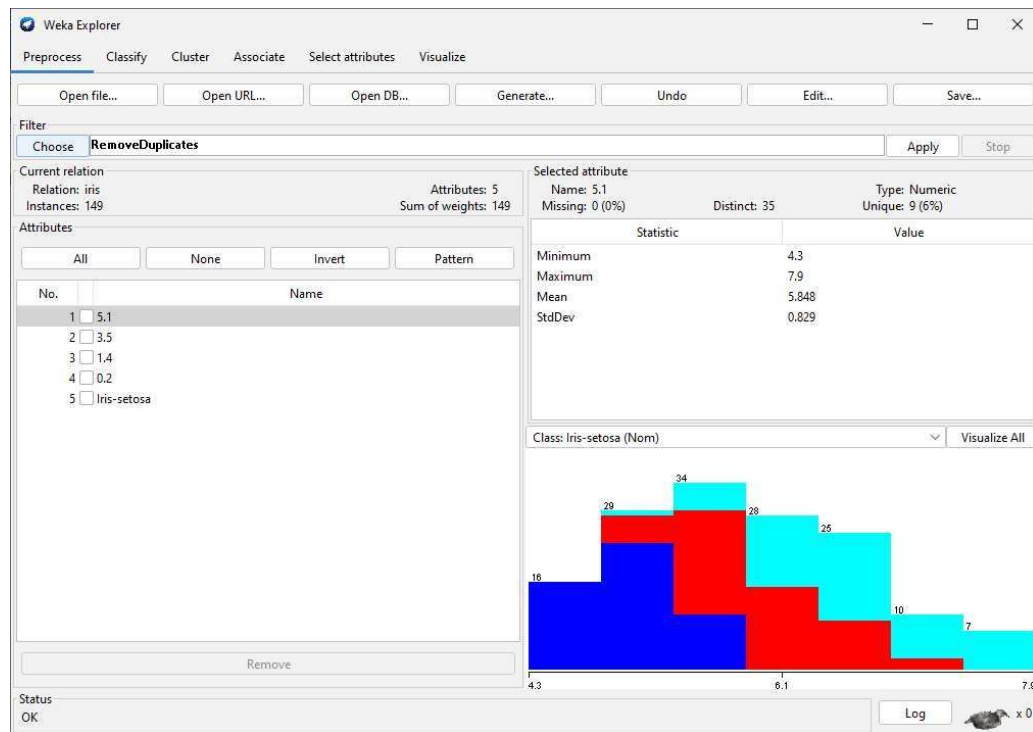 Weka Explorer
Preprocess Classify Cluster Associate Select attributes Visualize
Open file... Open URL... Open DB... Generate... Undo Edit... Save...
Filter
Choose RemoveDuplicates Apply Stop
Current relation
Relation: iris Attributes: 5
Instances: 149 Sum of weights: 149
Attributes
All None Invert Pattern
No. Name
1 5.1
2 3.5
3 1.4
4 0.2
5 Iris-setosa
Remove
Selected attribute
Name: 5.1 Type: Numeric
Missing: 0 (0%) Distinct: 35 Unique: 9 (6%)
Statistic Value
Minimum 4.3
Maximum 7.9
Mean 5.848
StdDev 0.829
Class: Iris-setosa (Nom) Visualize All
34
29
28
25
16
10
7
4.3 6.1 7.9
Status
OK
Log x 0